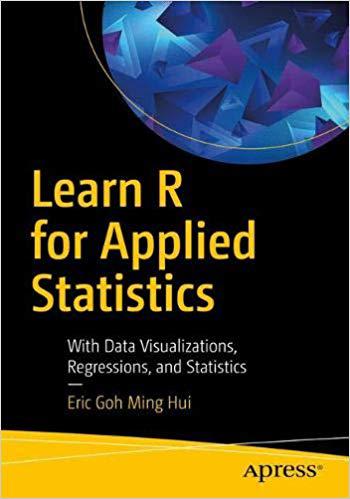 Learn R
for Applied
Statistics
With Data Visualizations,
Regressions, and Statistics
—
Eric Goh Ming Hui
Apress®